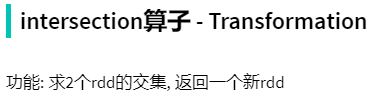 intersection算子 - Transformation
功能: 求2个rdd的交集, 返回一个新rdd